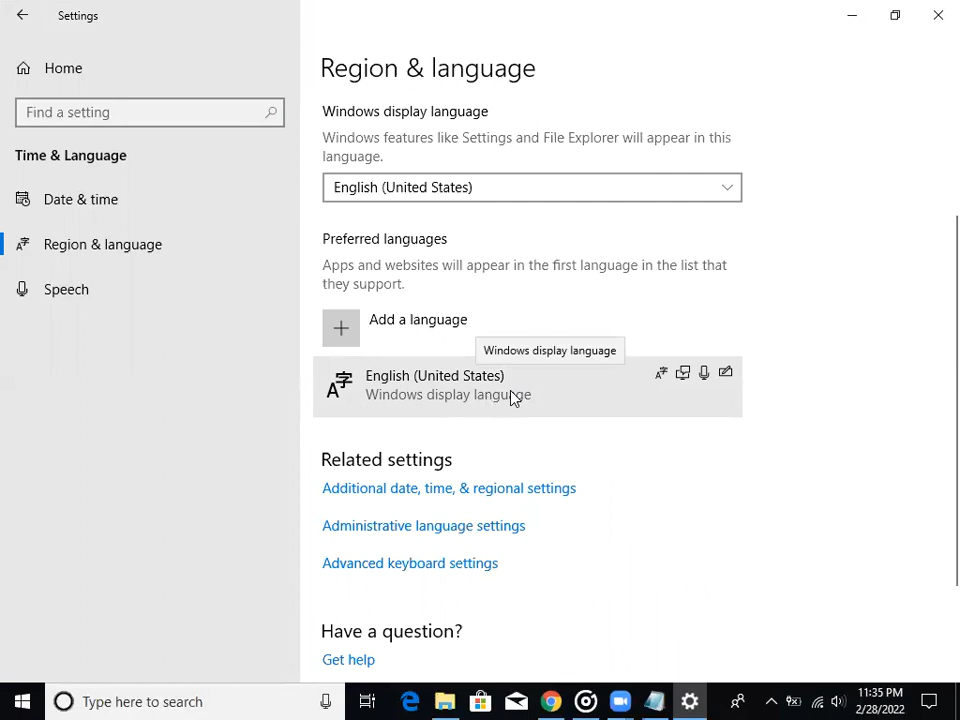 Settings
Home
Find a setting
Time & Language
Date & time
Region & language
Speech
Region & language
Windows display language
Windows features like Settings and File Explorer will appear in this
language.
English (United States)
Preferred languages
Apps and websites will appear in the first language in the list that
they support.
Add a language
Windows display language
English (United States)
Windows display language
Related settings
Additional date, time, & regional settings
Administrative language settings
Advanced keyboard settings
Have a question?
Get help
Type here to search
11:35 PM
2/28/2022